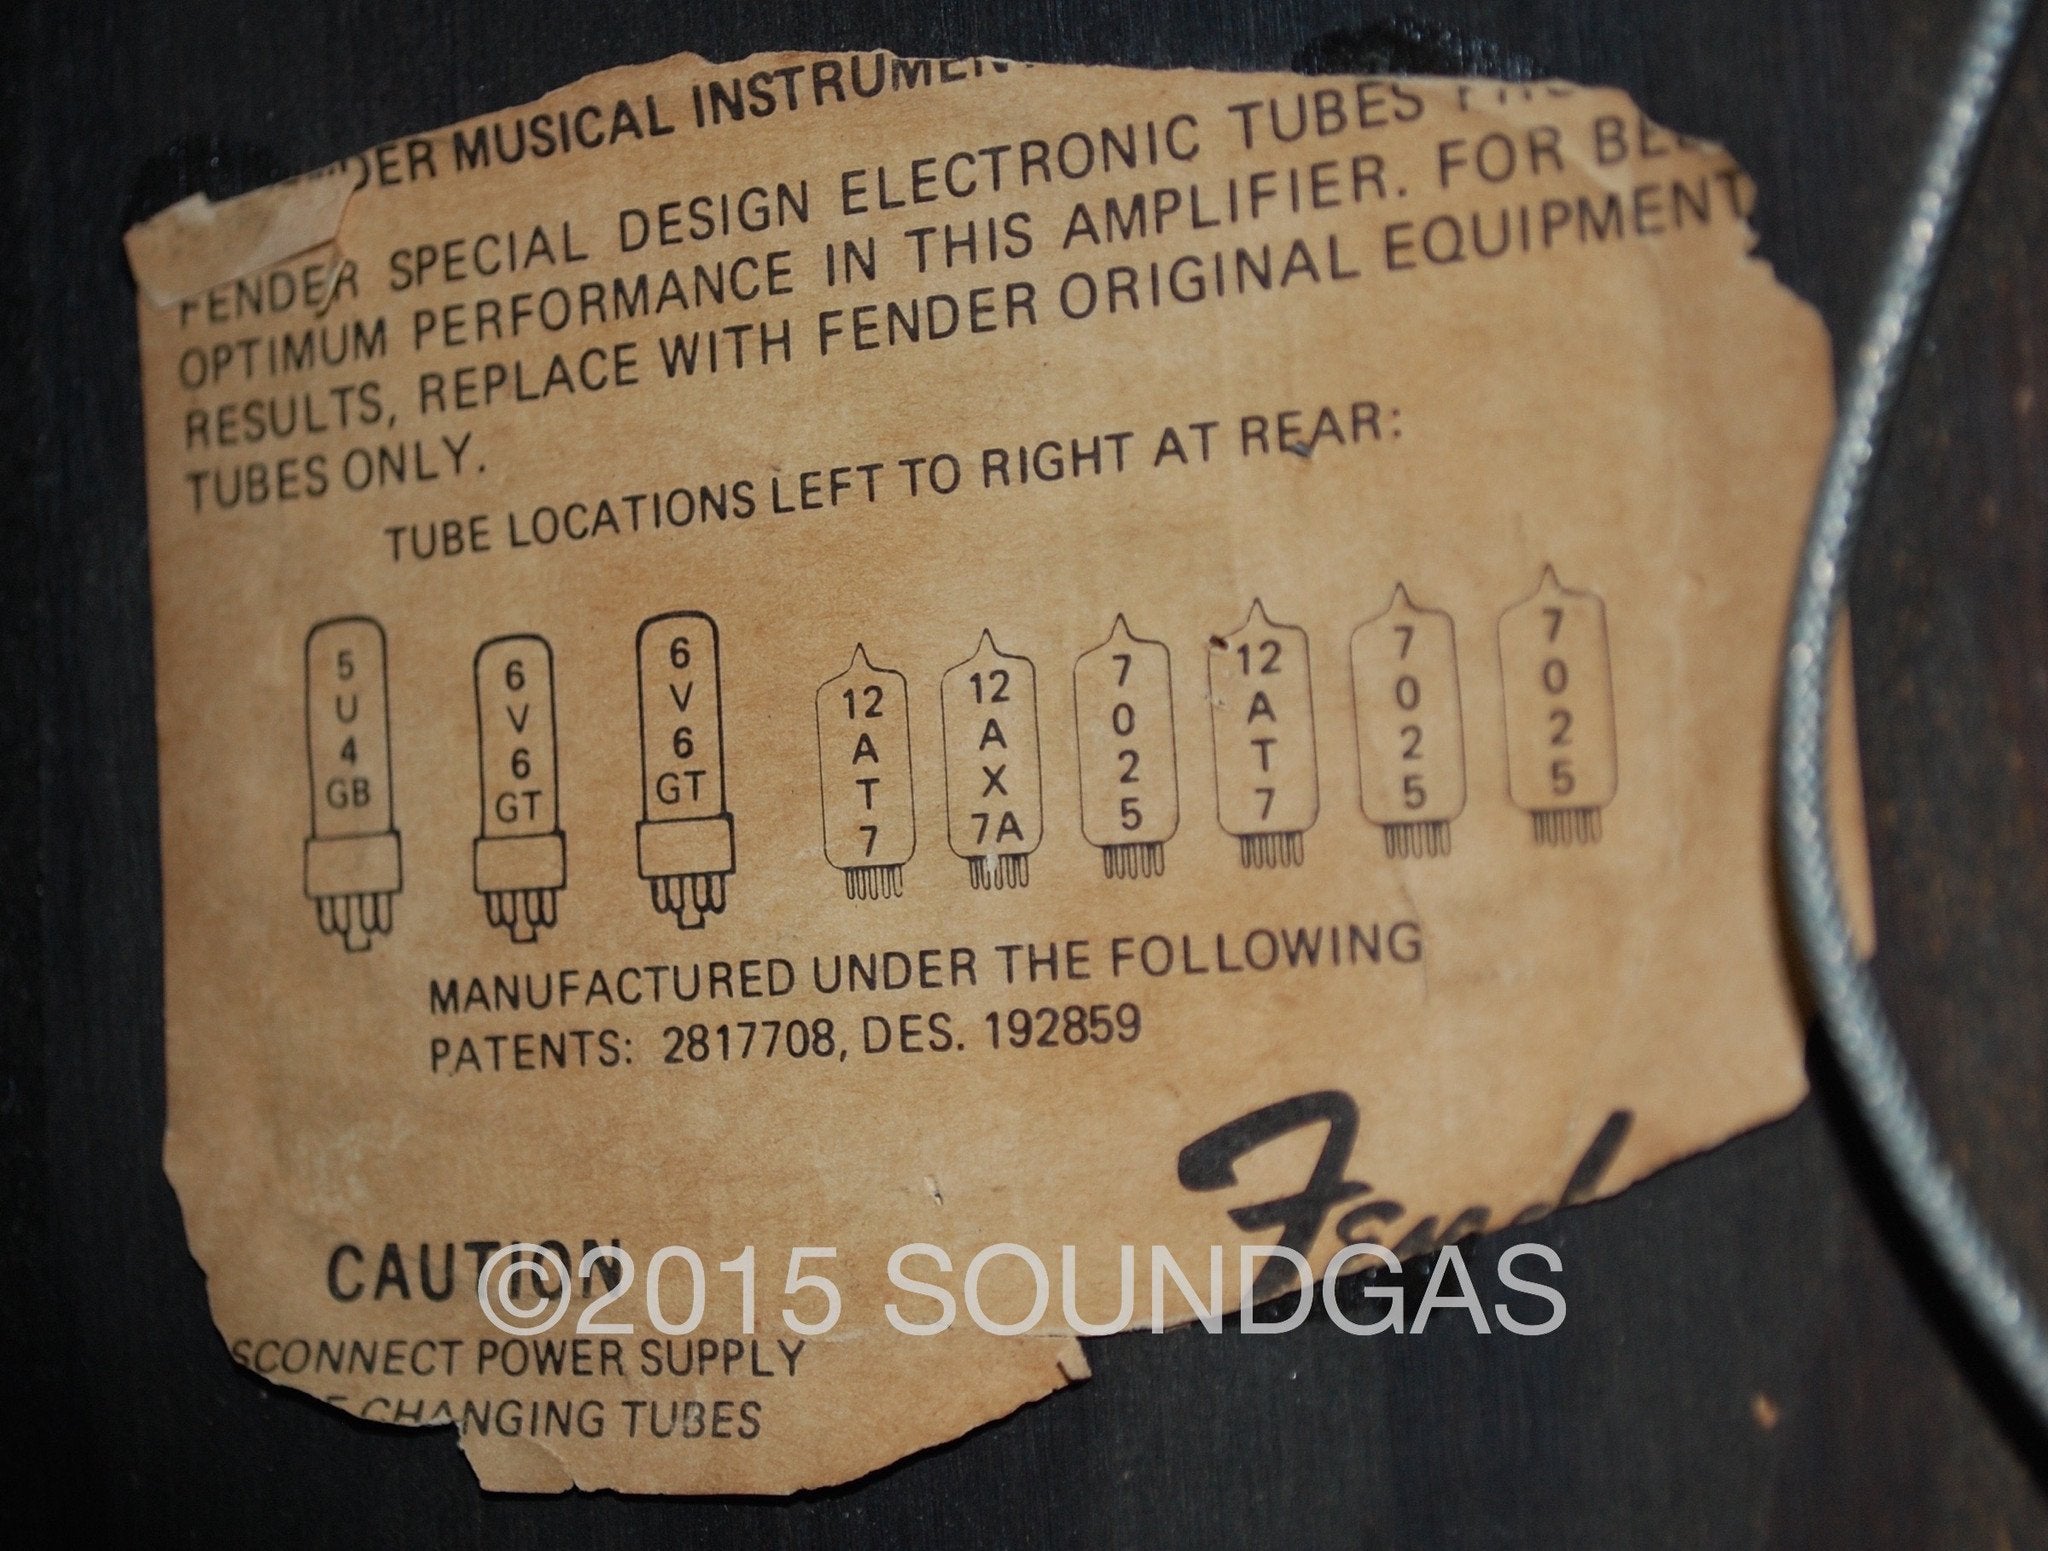 MUSICAL INSTRUMEN
FENDER SPECIAL DESIGN ELECTRONIC TUBES
OPTIMUM PERFORMANCE IN THIS AMPLIFIER. FOR
RESULTS, REPLACE WITH FENDER ORIGINAL EQUIPMENT
TUBES ONLY.
TUBE LOCATIONS LEFT TO RIGHT AT REAR:
5U4GB
6V6GT
6V6GT
12AT7
12AX7A
7025
12AT7
7025
7025
MANUFACTURED UNDER THE FOLLOWING
PATENTS: 2817708, DES. 192859
Fender
CAUTION
SCONNECT POWER SUPPLY
CHANGING TUBES
©2015 SOUNDGAS